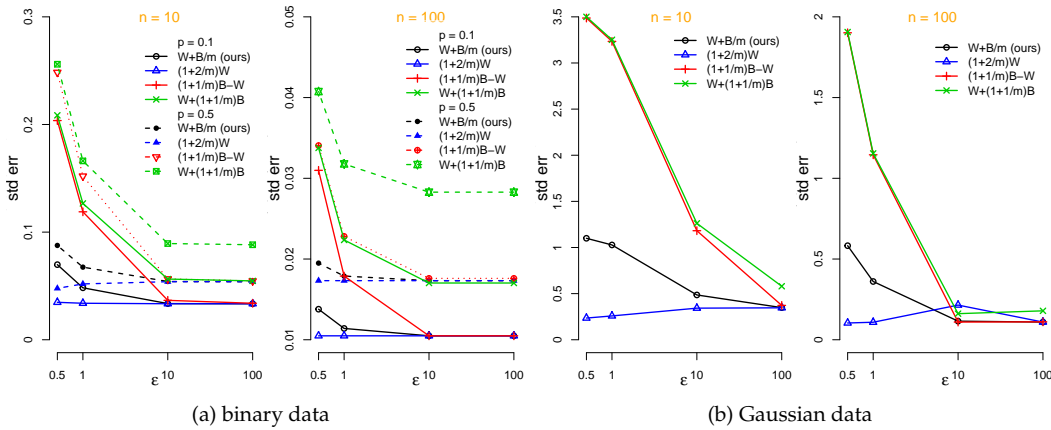 n = 10
std err
0.3
0.2
0.1
0
p = 0.1
W+B/m (ours)
(1+2/m)W
(1+1/m)B−W
W+(1+1/m)B
p = 0.5
W+B/m (ours)
(1+2/m)W
(1+1/m)B−W
W+(1+1/m)B
0.5
1
10
100
ε
n = 100
std err
0.05
0.04
0.03
0.02
0.01
p = 0.1
W+B/m (ours)
(1+2/m)W
(1+1/m)B−W
W+(1+1/m)B
p = 0.5
W+B/m (ours)
(1+2/m)W
(1+1/m)B−W
W+(1+1/m)B
0.5
1
10
100
ε
(a) binary data
n = 10
std err
3.5
3
2.5
2
1.5
1
0.5
0
W+B/m (ours)
(1+2/m)W
(1+1/m)B−W
W+(1+1/m)B
0.5
1
10
100
ε
n = 100
std err
2
1.5
1
0.5
0
W+B/m (ours)
(1+2/m)W
(1+1/m)B−W
W+(1+1/m)B
0.5
1
10
100
ε
(b) Gaussian data